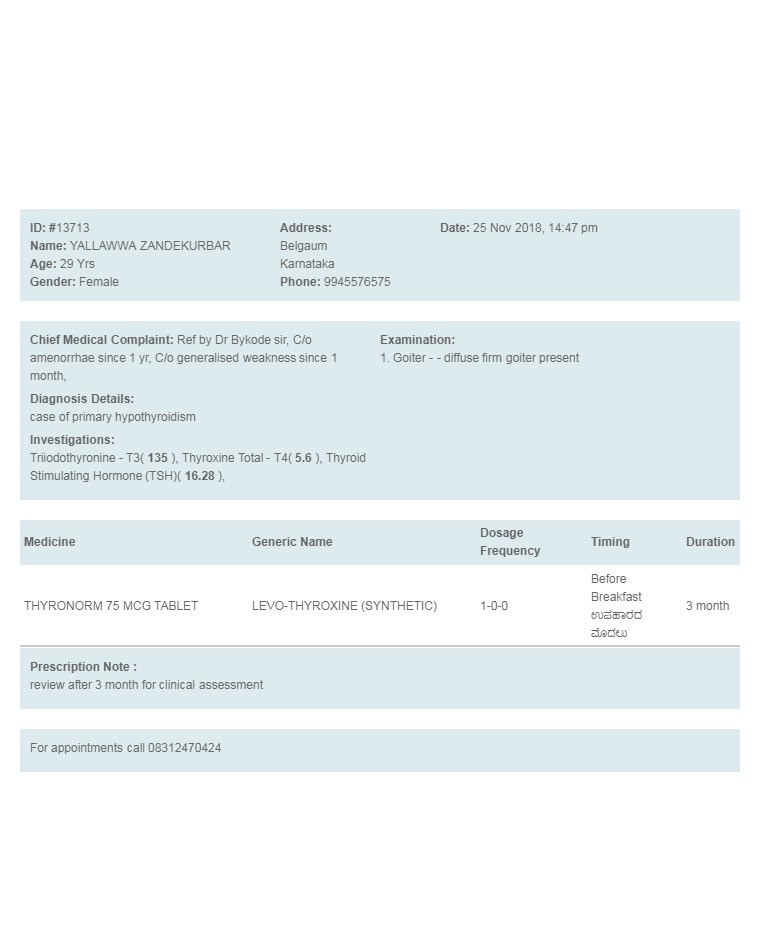 ID: #13713
Name: YALLAWWA ZANDEKURBAR
Age: 29 Yrs
Gender: Female
Address:
Belgaum
Karnataka
Phone: 9945576575
Date: 25 Nov 2018, 14:47 pm
Chief Medical Complaint: Ref by Dr Bykode sir, C/o
amenorrhae since 1 yr, C/o generalised weakness since 1
month,
Diagnosis Details:
case of primary hypothyroidism
Investigations:
Triiodothyronine - T3( 135 ), Thyroxine Total - T4( 5.6 ), Thyroid
Stimulating Hormone (TSH)( 16.28 ),
Examination:
1. Goiter - - diffuse firm goiter present
Medicine Generic Name Dosage Frequency Timing Duration
THYRONORM 75 MCG TABLET LEVO-THYROXINE (SYNTHETIC) 1-0-0 Before Breakfast ಉಪಹಾರದ ಮೊದಲು 3 month
Prescription Note :
review after 3 month for clinical assessment
For appointments call 08312470424